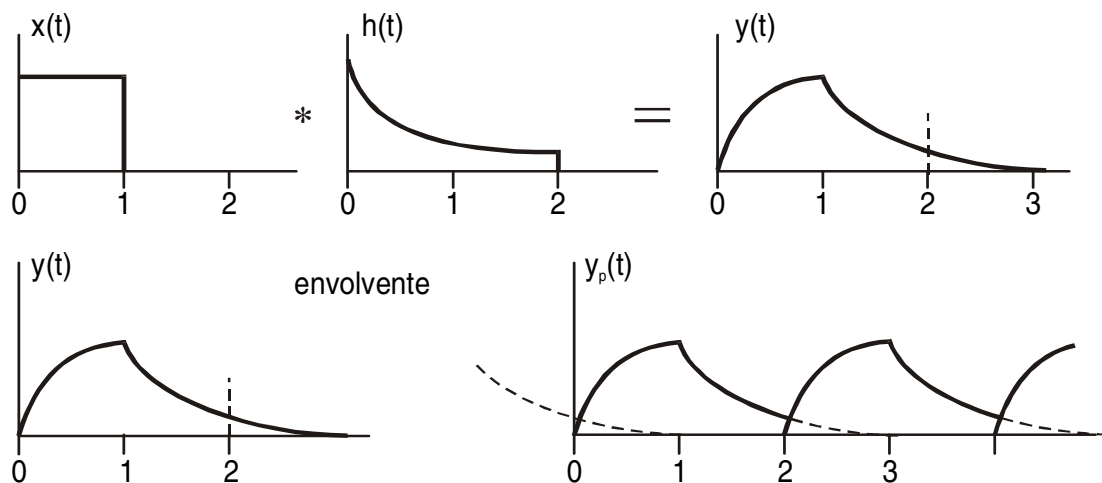 x(t)
h(t)
y(t)
* =
0 1 2
0 1 2
0 1 2 3
y(t)
envolvente
yₚ(t)
0 1 2
0 1 2 3